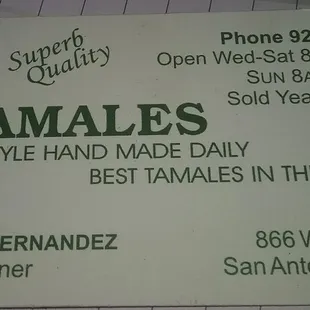 Superb Quality
Phone 92
Open Wed-Sat 8
SUN 8A
Sold Yea
AMALES
YLE HAND MADE DAILY
BEST TAMALES IN TH
ERNANDEZ
ner
866 W
San Anto